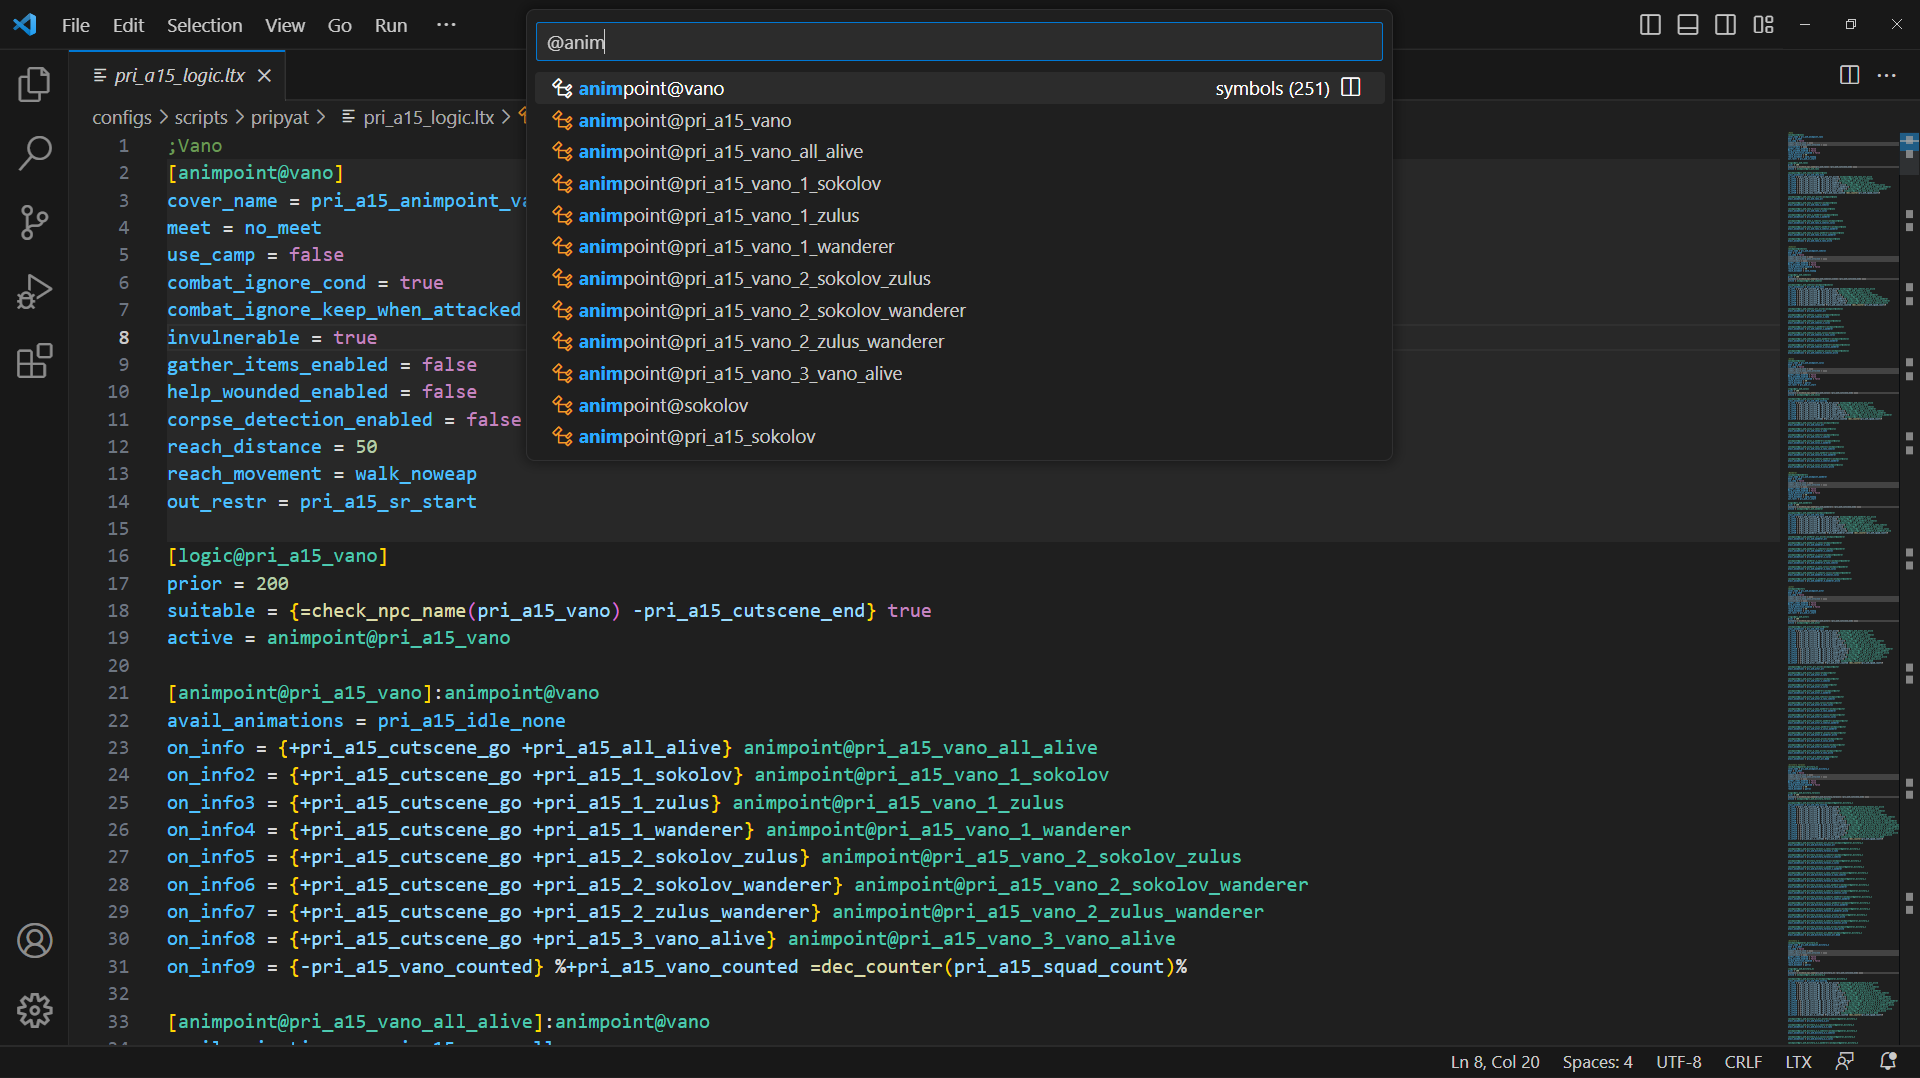 File Edit Selection View Go Run ···
@anim
animpoint@vano symbols (251)
animpoint@pri_a15_vano
animpoint@pri_a15_vano_all_alive
animpoint@pri_a15_vano_1_sokolov
animpoint@pri_a15_vano_1_zulus
animpoint@pri_a15_vano_1_wanderer
animpoint@pri_a15_vano_2_sokolov_zulus
animpoint@pri_a15_vano_2_sokolov_wanderer
animpoint@pri_a15_vano_2_zulus_wanderer
animpoint@pri_a15_vano_3_vano_alive
animpoint@sokolov
animpoint@pri_a15_sokolov
pri_a15_logic.ltx
configs > scripts > pripyat > pri_a15_logic.ltx >
1 ;Vano
2 [animpoint@vano]
3 cover_name = pri_a15_animpoint_va
4 meet = no_meet
5 use_camp = false
6 combat_ignore_cond = true
7 combat_ignore_keep_when_attacked
8 invulnerable = true
9 gather_items_enabled = false
10 help_wounded_enabled = false
11 corpse_detection_enabled = false
12 reach_distance = 50
13 reach_movement = walk_noweap
14 out_restr = pri_a15_sr_start
15
16 [logic@pri_a15_vano]
17 prior = 200
18 suitable = {=check_npc_name(pri_a15_vano) -pri_a15_cutscene_end} true
19 active = animpoint@pri_a15_vano
20
21 [animpoint@pri_a15_vano]:animpoint@vano
22 avail_animations = pri_a15_idle_none
23 on_info = {+pri_a15_cutscene_go +pri_a15_all_alive} animpoint@pri_a15_vano_all_alive
24 on_info2 = {+pri_a15_cutscene_go +pri_a15_1_sokolov} animpoint@pri_a15_vano_1_sokolov
25 on_info3 = {+pri_a15_cutscene_go +pri_a15_1_zulus} animpoint@pri_a15_vano_1_zulus
26 on_info4 = {+pri_a15_cutscene_go +pri_a15_1_wanderer} animpoint@pri_a15_vano_1_wanderer
27 on_info5 = {+pri_a15_cutscene_go +pri_a15_2_sokolov_zulus} animpoint@pri_a15_vano_2_sokolov_zulus
28 on_info6 = {+pri_a15_cutscene_go +pri_a15_2_sokolov_wanderer} animpoint@pri_a15_vano_2_sokolov_wanderer
29 on_info7 = {+pri_a15_cutscene_go +pri_a15_2_zulus_wanderer} animpoint@pri_a15_vano_2_zulus_wanderer
30 on_info8 = {+pri_a15_cutscene_go +pri_a15_3_vano_alive} animpoint@pri_a15_vano_3_vano_alive
31 on_info9 = {-pri_a15_vano_counted} %+pri_a15_vano_counted =dec_counter(pri_a15_squad_count)%
32
33 [animpoint@pri_a15_vano_all_alive]:animpoint@vano
Ln 8, Col 20 Spaces: 4 UTF-8 CRLF LTX